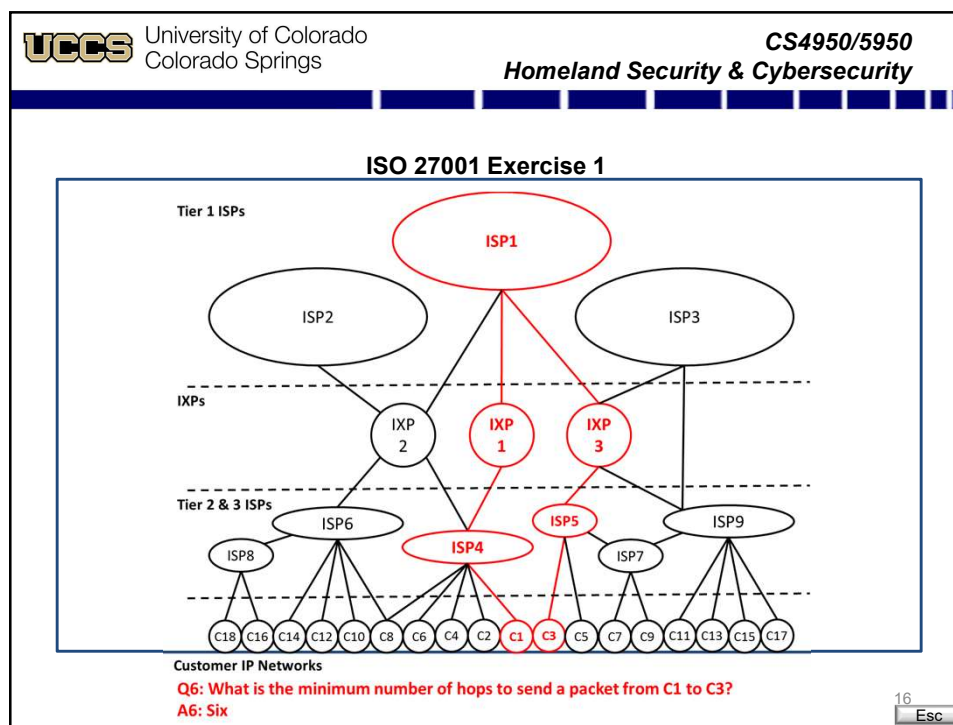 UCCS University of Colorado
Colorado Springs
CS4950/5950
Homeland Security & Cybersecurity
ISO 27001 Exercise 1
Tier 1 ISPs
ISP1
ISP2
ISP3
IXPs
IXP
2
IXP
1
IXP
3
Tier 2 & 3 ISPs
ISP6
ISP5
ISP9
ISP8
ISP4
ISP7
C18 C16 C14 C12 C10 C8 C6 C4 C2 C1 C3 C5 C7 C9 C11 C13 C15 C17
Customer IP Networks
Q6: What is the minimum number of hops to send a packet from C1 to C3?
A6: Six
16
Esc